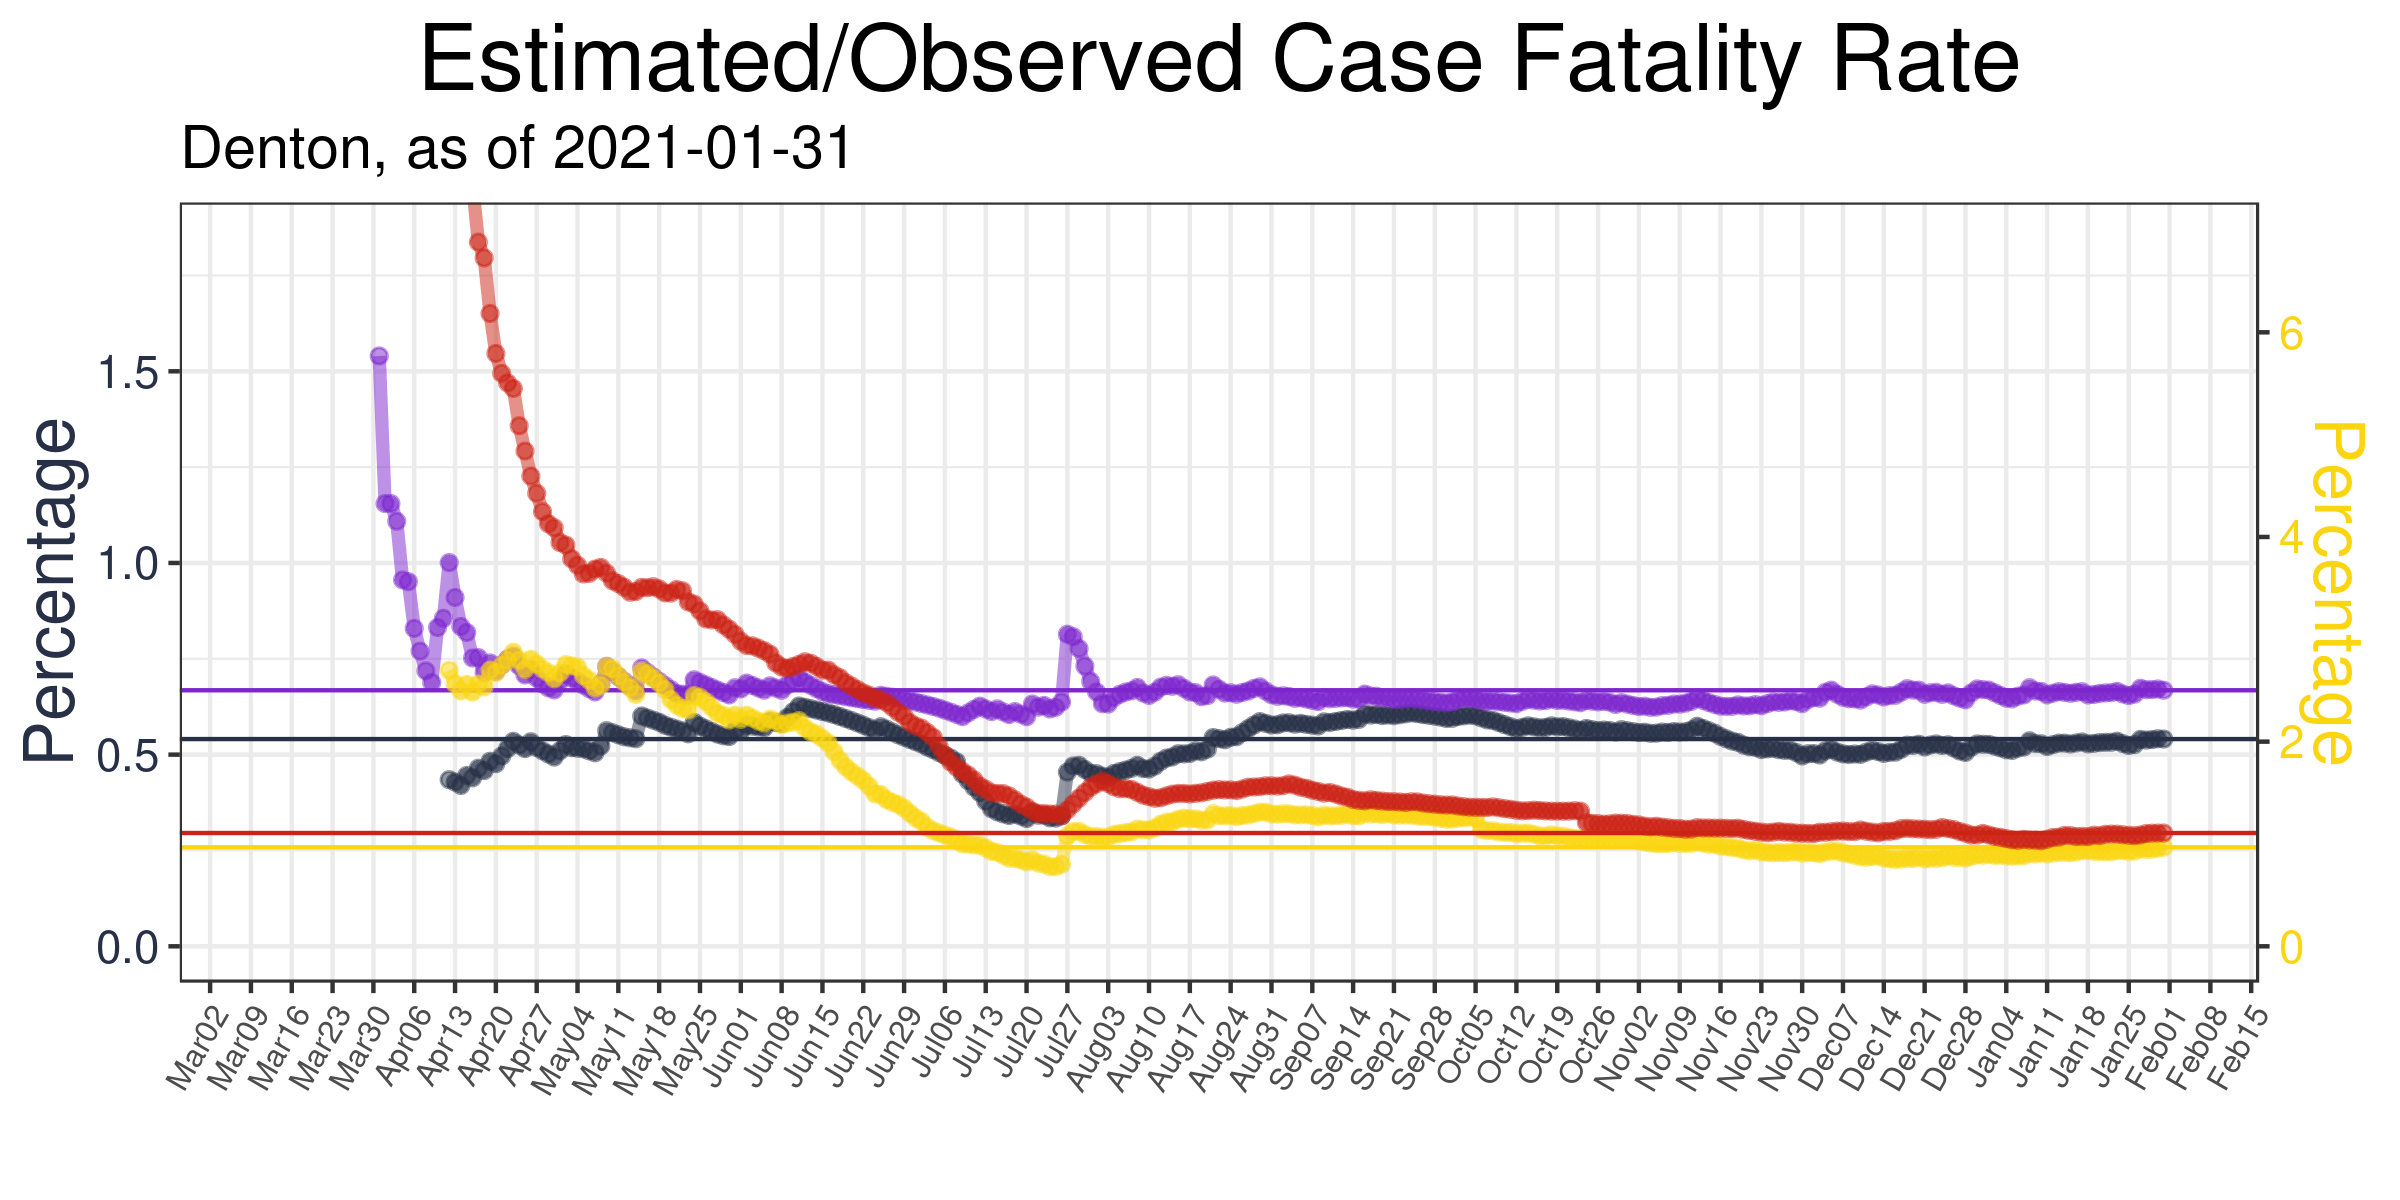 Estimated/Observed Case Fatality Rate
Denton, as of 2021-01-31
Percentage
1.5
1.0
0.5
0.0
6
4
2
0
Percentage
Mar02
Mar09
Mar16
Mar23
Mar30
Apr06
Apr13
Apr20
Apr27
May04
May11
May18
May25
Jun01
Jun08
Jun15
Jun22
Jun29
Jul06
Jul13
Jul20
Jul27
Aug03
Aug10
Aug17
Aug24
Aug31
Sep07
Sep14
Sep21
Sep28
Oct05
Oct12
Oct19
Oct26
Nov02
Nov09
Nov16
Nov23
Nov30
Dec07
Dec14
Dec21
Dec28
Jan04
Jan11
Jan18
Jan25
Feb01
Feb08
Feb15